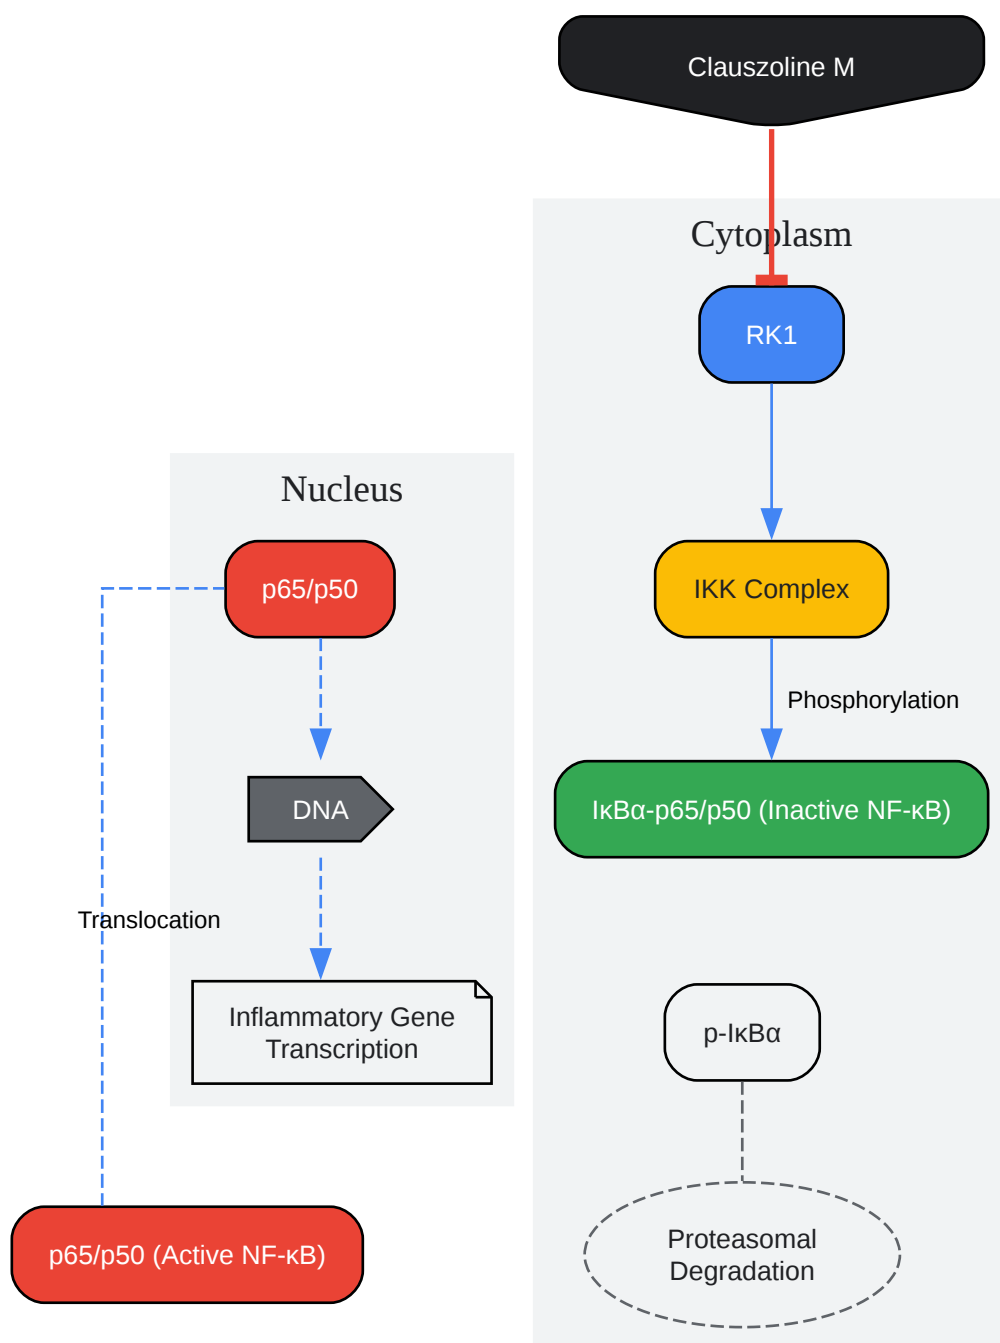 Clauszoline M
Cytoplasm
RK1
Nucleus
p65/p50
IKK Complex
Phosphorylation
DNA
IκBα-p65/p50 (Inactive NF-κB)
Translocation
Inflammatory Gene
Transcription
p-IκBα
p65/p50 (Active NF-κB)
Proteasomal
Degradation